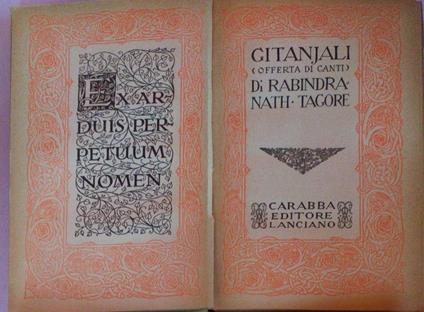 EX AR-
DUIS PER-
PETUUM
NOMEN
GITANJALI
(OFFERTA DI CANTI)
Di RABINDRA-
NATH · TAGORE
CARABBA
EDITORE
LANCIANO